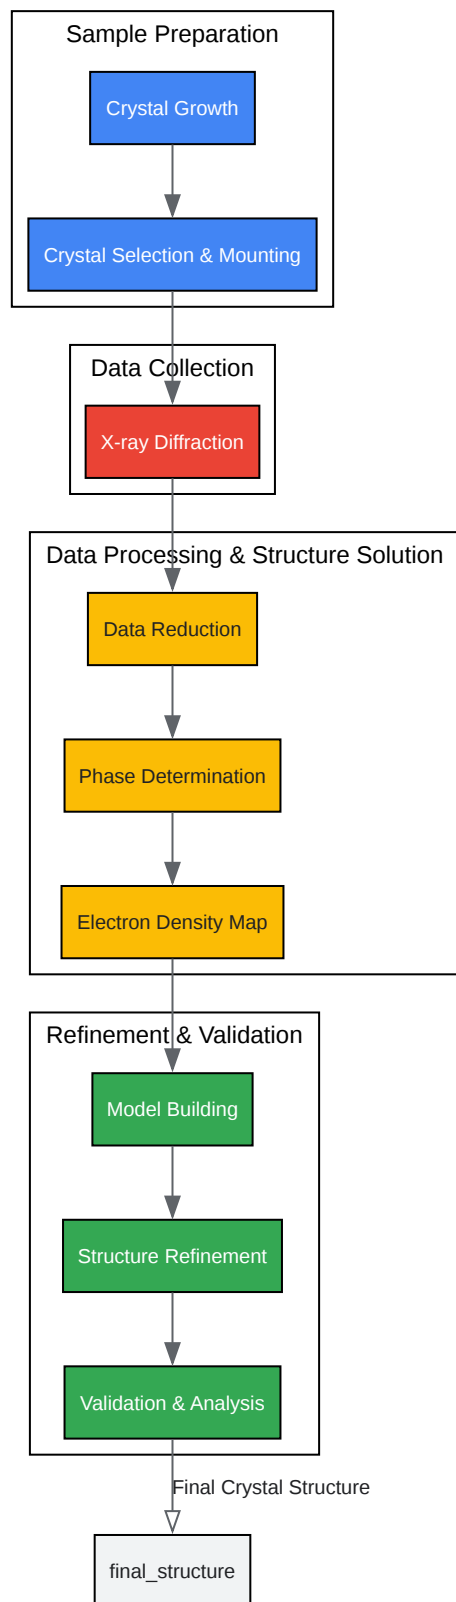 Sample Preparation
Crystal Growth
Crystal Selection & Mounting
Data Collection
X-ray Diffraction
Data Processing & Structure Solution
Data Reduction
Phase Determination
Electron Density Map
Refinement & Validation
Model Building
Structure Refinement
Validation & Analysis
Final Crystal Structure
final_structure